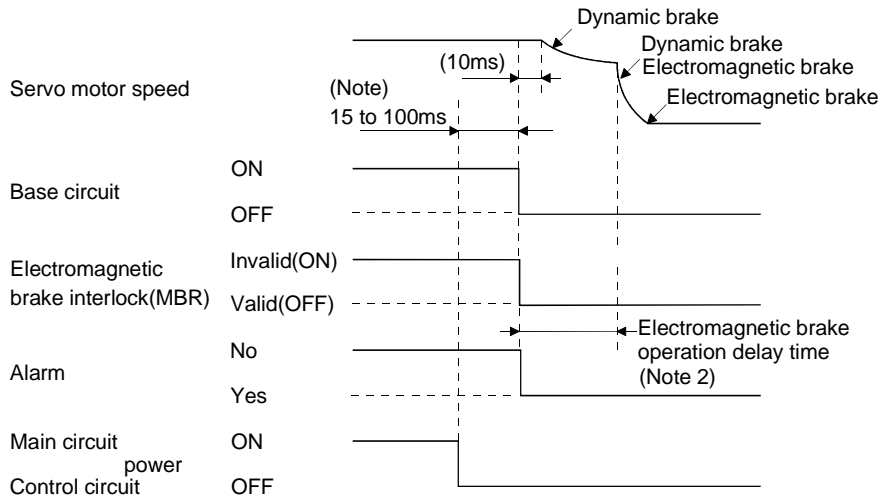 Dynamic brake
Dynamic brake
Electromagnetic brake
Electromagnetic brake
(10ms)
Servo motor speed
(Note)
15 to 100ms
Base circuit
ON
OFF
Electromagnetic
brake interlock(MBR)
Invalid(ON)
Valid(OFF)
Electromagnetic brake
operation delay time
(Note 2)
Alarm
No
Yes
Main circuit
power
Control circuit
ON
OFF